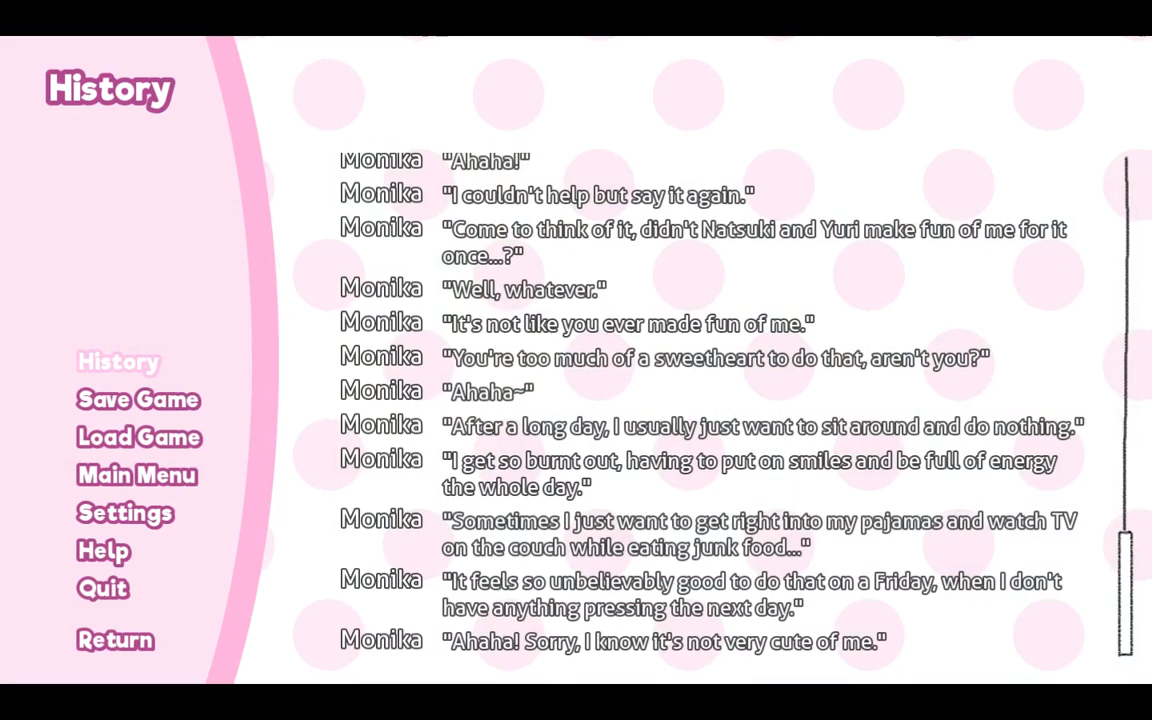 History
Monika "Ahaha!"
Monika "I couldn't help but say it again."
Monika "Come to think of it, didn't Natsuki and Yuri make fun of me for it
once...?"
Monika "Well, whatever."
Monika "It's not like you ever made fun of me."
Monika "You're too much of a sweetheart to do that, aren't you?"
Monika "Ahaha~"
Monika "After a long day, I usually just want to sit around and do nothing."
Monika "I get so burnt out, having to put on smiles and be full of energy
the whole day."
Monika "Sometimes I just want to get right into my pajamas and watch TV
on the couch while eating junk food..."
Monika "It feels so unbelievably good to do that on a Friday, when I don't
have anything pressing the next day."
Monika "Ahaha! Sorry, I know it's not very cute of me."
History
Save Game
Load Game
Main Menu
Settings
Help
Quit
Return